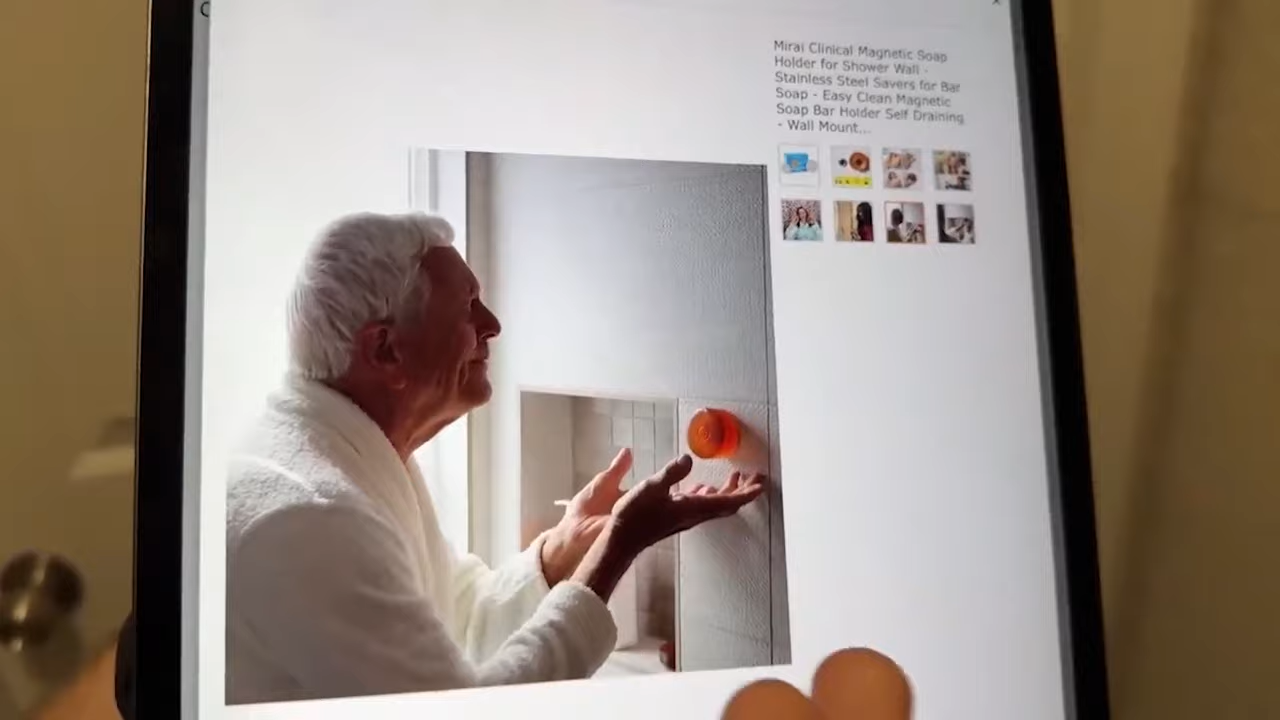 Mirai Clinical Magnetic Soap
Holder for Shower Wall -
Stainless Steel Savers for Bar
Soap - Easy Clean Magnetic
Soap Bar Holder Self Draining
- Wall Mount...